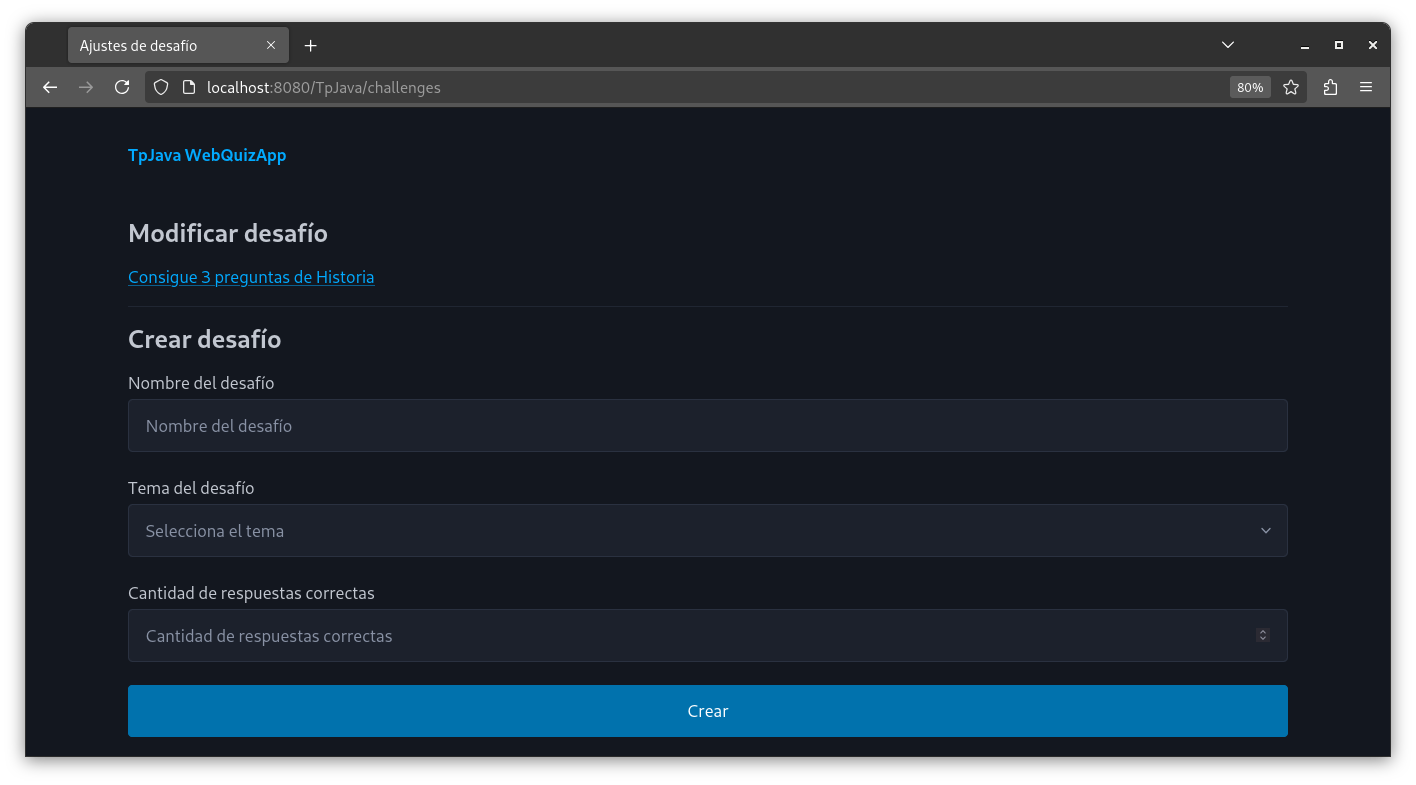 Ajustes de desafío
localhost:8080/TpJava/challenges
80%
TpJava WebQuizApp
Modificar desafío
Consigue 3 preguntas de Historia
Crear desafío
Nombre del desafío
Nombre del desafío
Tema del desafío
Selecciona el tema
Cantidad de respuestas correctas
Cantidad de respuestas correctas
Crear